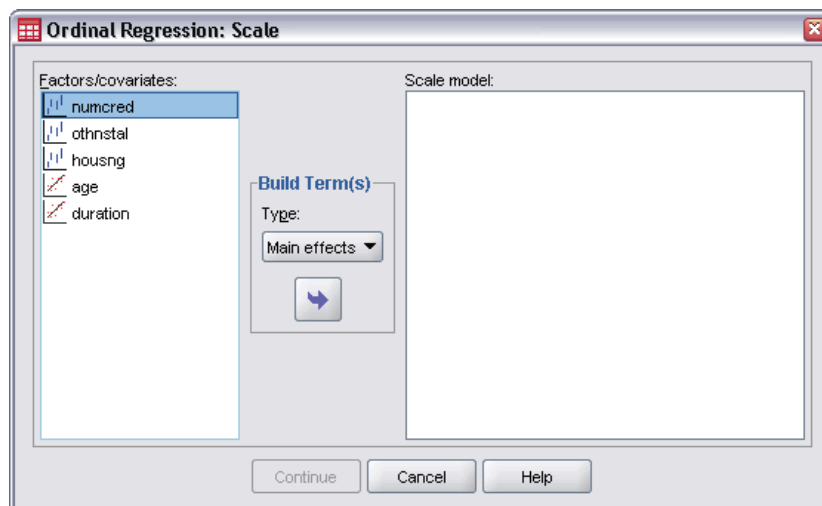 Ordinal Regression: Scale
Factors/covariates:
numcred
othnstal
housng
age
duration
Build Term(s)
Type:
Main effects
Scale model:
Continue
Cancel
Help